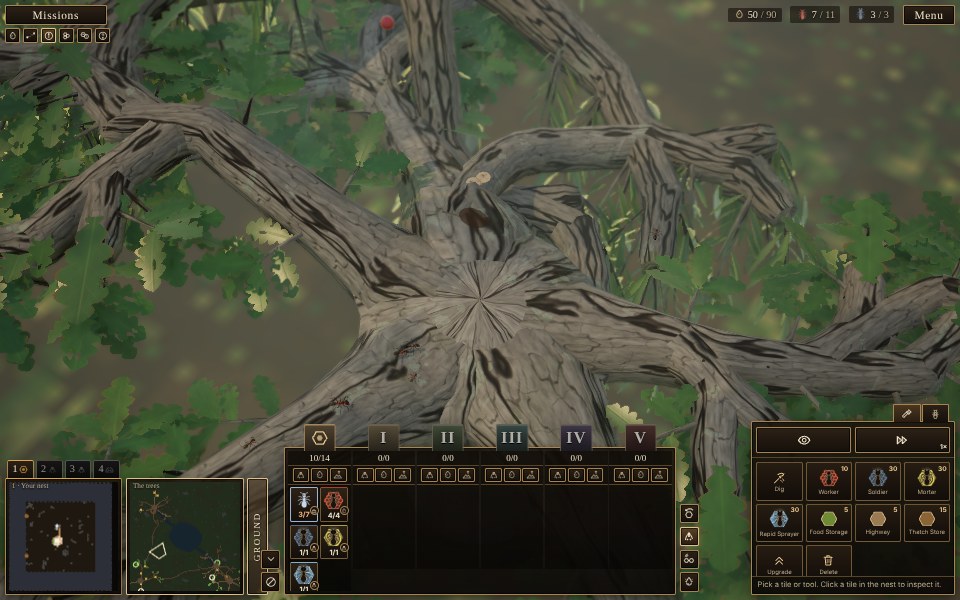 Missions
50 / 90
7 / 11
3 / 3
Menu
1
2
3
4
1 - Your nest
The trees
GROUND
I
II
III
IV
V
10/14
0/0
0/0
0/0
0/0
0/0
3/7
4/4
1/1
1/1
1/1
1×
Dig
Worker
10
Soldier
30
Mortar
30
Rapid Sprayer
30
Food Storage
5
Highway
5
Thatch Store
15
Upgrade
Delete
Pick a tile or tool. Click a tile in the nest to inspect it.